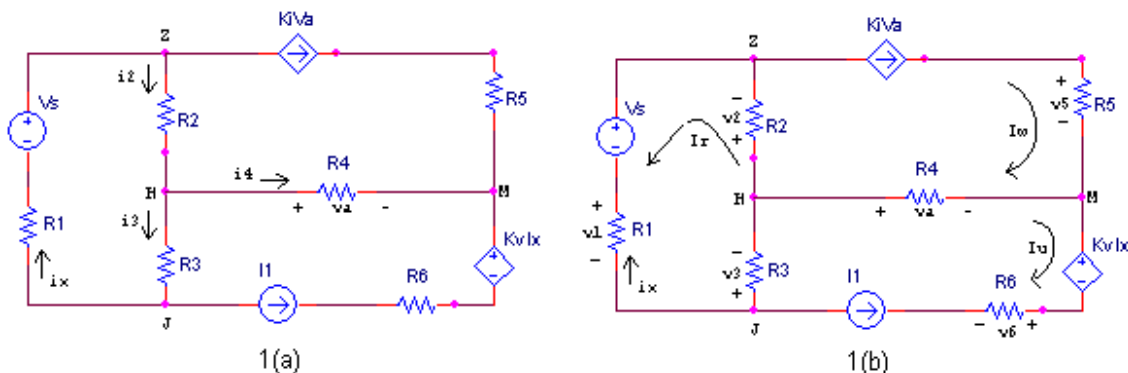 KiVa
Z
i2
Vs
R2
R5
R4
i4
H
M
+ va -
R1
i3
KvIx
ix
R3
I1
R6
J
1(a)
KiVa
Z
Vs
-
v2
R2
+
Ir
Iw
+
v5
R5
-
R4
H
M
+ va -
+
v1
R1
-
ix
-
v3
R3
+
Iu
KvIx
I1
R6
- v6 +
J
1(b)